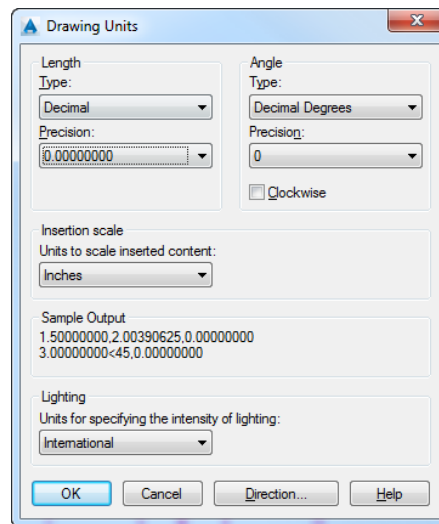 Drawing Units
Length
Type:
Decimal
Precision:
0.00000000
Angle
Type:
Decimal Degrees
Precision:
0
Clockwise
Insertion scale
Units to scale inserted content:
Inches
Sample Output
1.50000000,2.00390625,0.00000000
3.00000000<45,0.00000000
Lighting
Units for specifying the intensity of lighting:
International
OK
Cancel
Direction...
Help